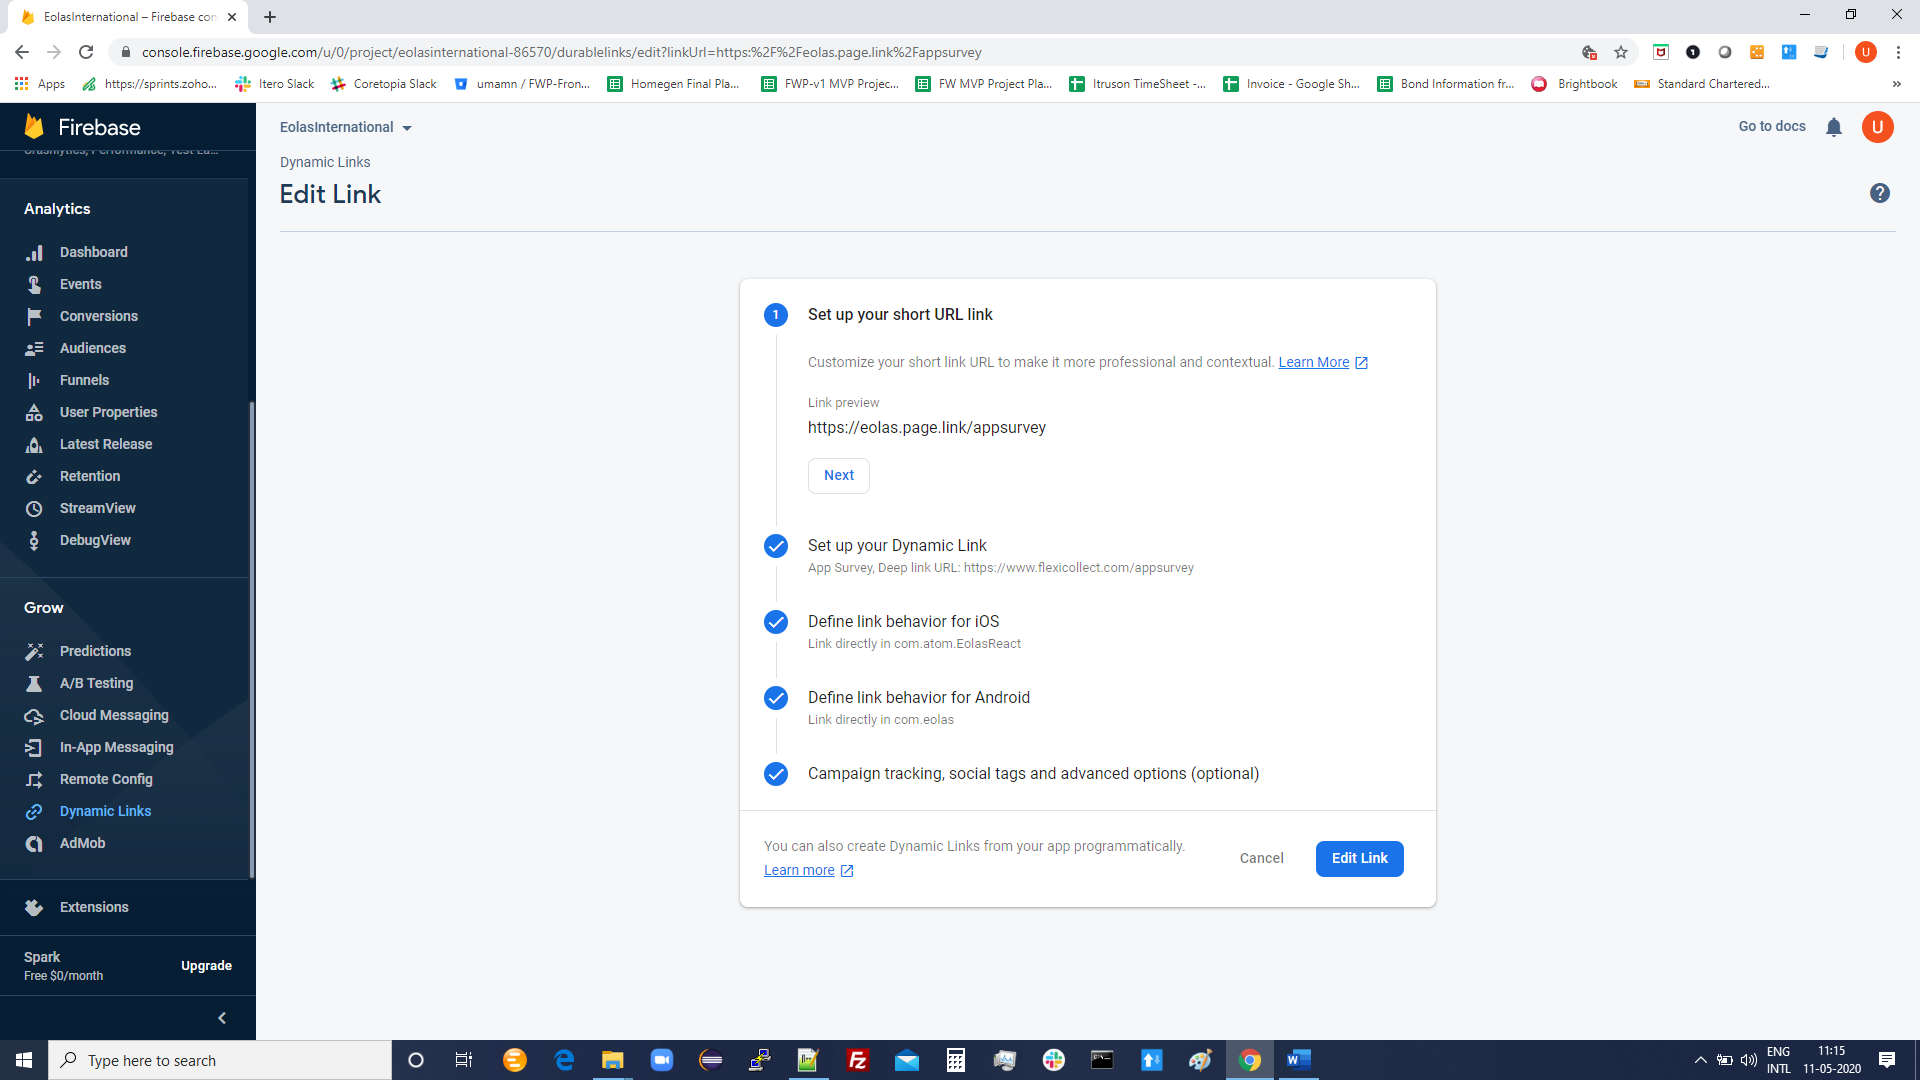 EolasInternational – Firebase con
console.firebase.google.com/u/0/project/eolasinternational-86570/durablelinks/edit?linkUrl=https:%2F%2Feolas.page.link%2Fappsurvey
U
Apps
https://sprints.zoho...
Itero Slack
Coretopia Slack
umamn / FWP-Fron...
Homegen Final Pla...
FWP-v1 MVP Projec...
FW MVP Project Pla...
Itruson TimeSheet -...
Invoice - Google Sh...
Bond Information fr...
Brightbook
Standard Chartered...
»
Firebase
Crashlytics, Performance, Test La...
Analytics
Dashboard
Events
Conversions
Audiences
Funnels
User Properties
Latest Release
Retention
StreamView
DebugView
Grow
Predictions
A/B Testing
Cloud Messaging
In-App Messaging
Remote Config
Dynamic Links
AdMob
Extensions
Spark
Free $0/month
Upgrade
EolasInternational
Go to docs
U
Dynamic Links
Edit Link
1
Set up your short URL link
Customize your short link URL to make it more professional and contextual. Learn More
Link preview
https://eolas.page.link/appsurvey
Next
Set up your Dynamic Link
App Survey, Deep link URL: https://www.flexicollect.com/appsurvey
Define link behavior for iOS
Link directly in com.atom.EolasReact
Define link behavior for Android
Link directly in com.eolas
Campaign tracking, social tags and advanced options (optional)
You can also create Dynamic Links from your app programmatically.
Learn more
Cancel
Edit Link
Type here to search
ENG
INTL
11:15
11-05-2020